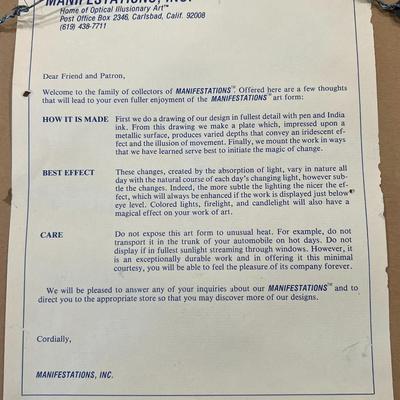 MANIFESTATIONS, INC.
Home of Optical Illusionary Art™
Post Office Box 2346, Carlsbad, Calif. 92008
(619) 438-7711
Dear Friend and Patron,
Welcome to the family of collectors of MANIFESTATIONS™. Offered here are a few thoughts
that will lead to your even fuller enjoyment of the MANIFESTATIONS™ art form:
HOW IT IS MADE First we do a drawing of our design in fullest detail with pen and India
ink. From this drawing we make a plate which, impressed upon a
metallic surface, produces varied depths that convey an iridescent ef-
fect and the illusion of movement. Finally, we mount the work in ways
that we have learned serve best to initiate the magic of change.
BEST EFFECT These changes, created by the absorption of light, vary in nature all
day with the natural course of each day's changing light, however sub-
tle the changes. Indeed, the more subtle the lighting the nicer the ef-
fect, which will always be enhanced if the work is displayed just below
eye level. Colored lights, firelight, and candlelight will also have a
magical effect on your work of art.
CARE Do not expose this art form to unusual heat. For example, do not
transport it in the trunk of your automobile on hot days. Do not
display if in fullest sunlight streaming through windows. However, it
is an exceptionally durable work and in offering it this minimal
courtesy, you will be able to feel the pleasure of its company forever.
We will be pleased to answer any of your inquiries about our MANIFESTATIONS™ and to
direct you to the appropriate store so that you may discover more of our designs.
Cordially,
MANIFESTATIONS, INC.